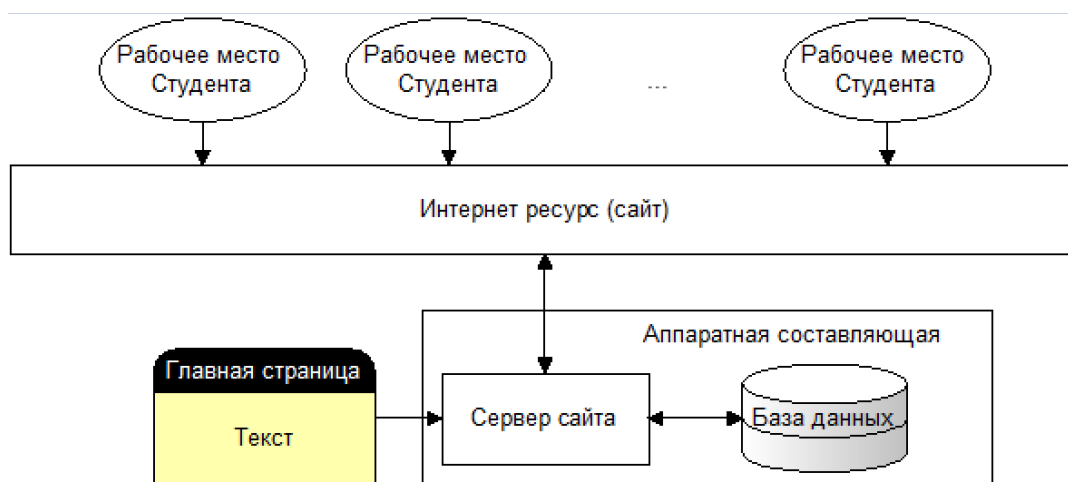 Рабочее место
Студента
Рабочее место
Студента
...
Рабочее место
Студента
Интернет ресурс (сайт)
Аппаратная составляющая
Главная страница
Текст
Сервер сайта
База данных